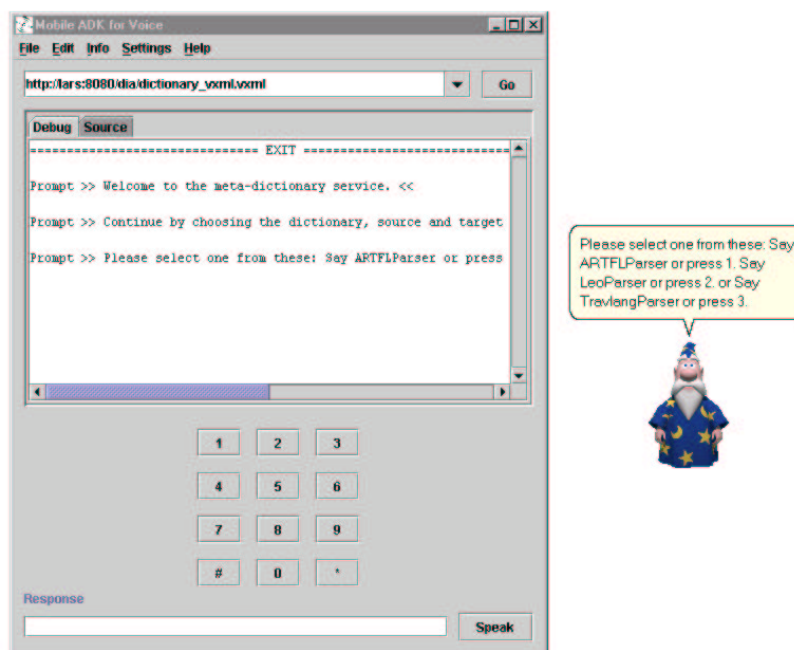 Mobile ADK for Voice
File Edit Info Settings Help
http://lars:8080/dia/dictionary_vxml.vxml
Go
Debug Source
============================== EXIT ===========================
Prompt >> Welcome to the meta-dictionary service. <<
Prompt >> Continue by choosing the dictionary, source and target
Prompt >> Please select one from these: Say ARTFLParser or press
Please select one from these: Say
ARTFLParser or press 1. Say
LeoParser or press 2. or Say
TravlangParser or press 3.
1 2 3
4 5 6
7 8 9
# 0 *
Response
Speak